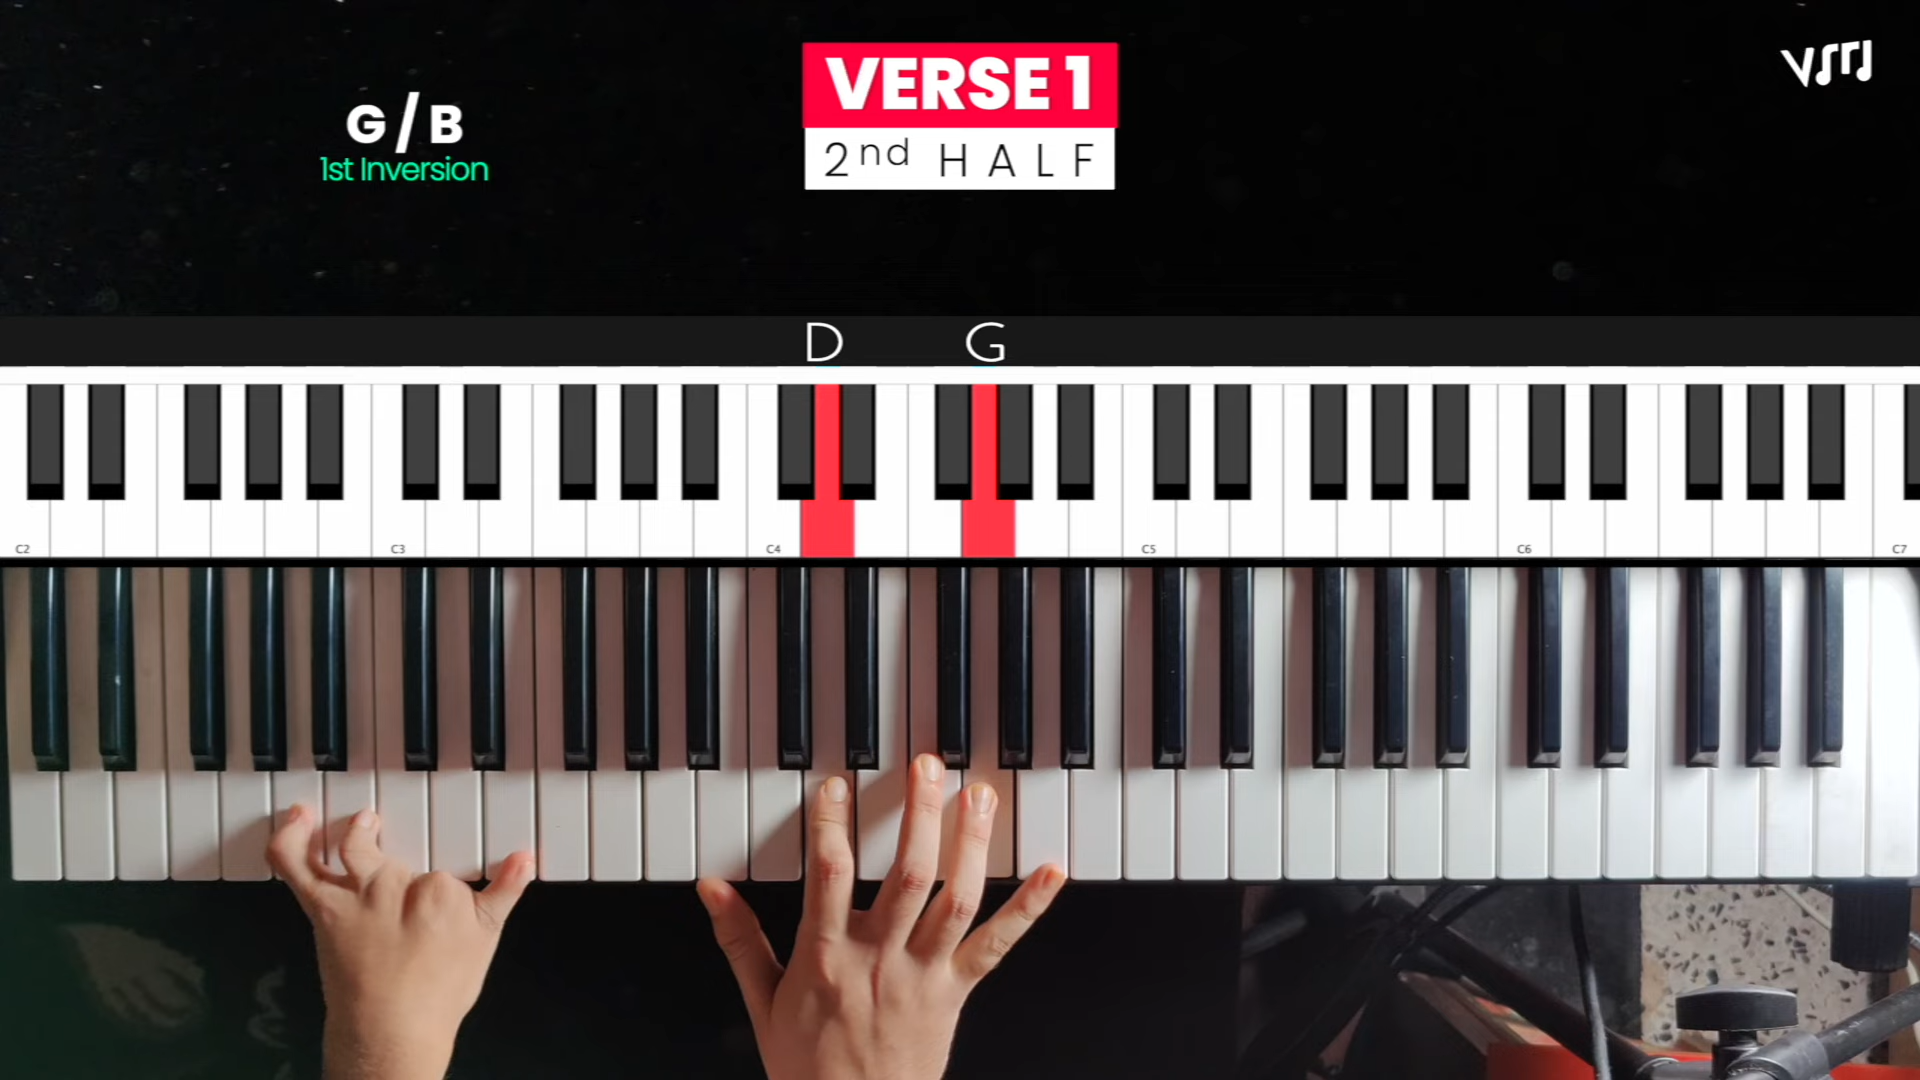 VERSE 1
2nd HALF
G/B
1st Inversion
D G
C2 C3 C4 C5 C6 C7